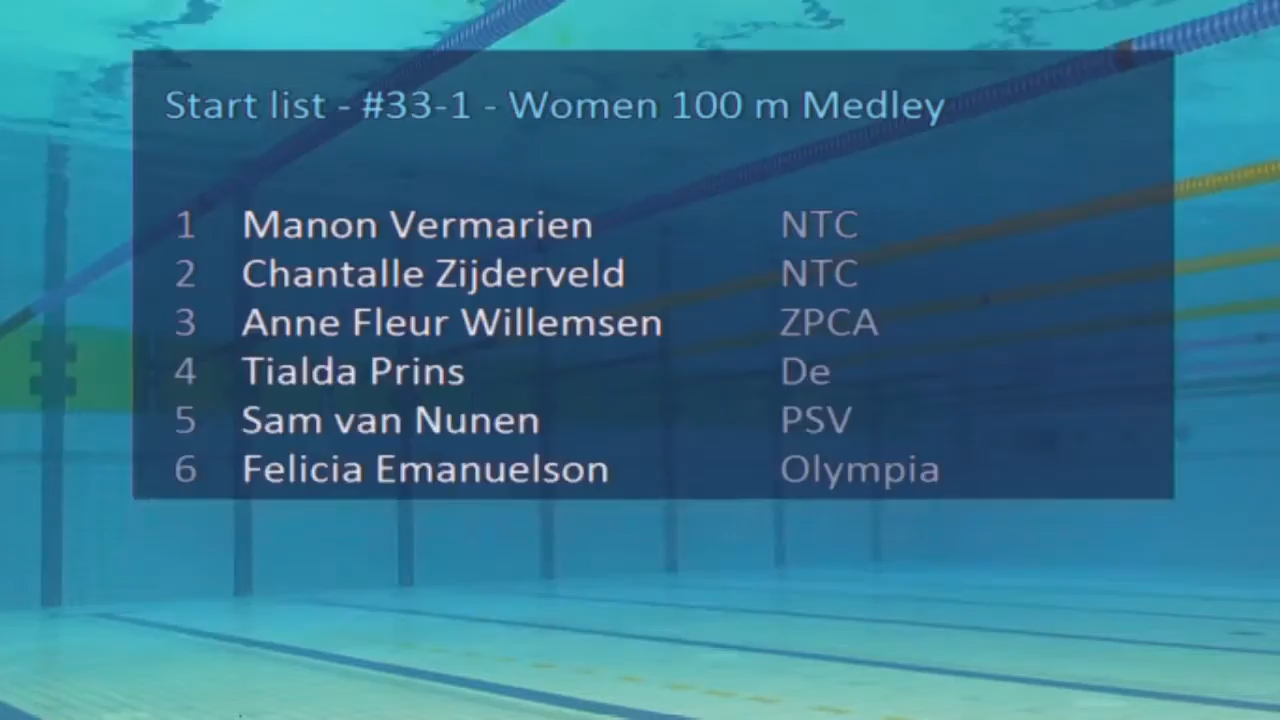 Start list - #33-1 - Women 100 m Medley
1 Manon Vermarien NTC
2 Chantalle Zijderveld NTC
3 Anne Fleur Willemsen ZPCA
4 Tialda Prins De
5 Sam van Nunen PSV
6 Felicia Emanuelson Olympia